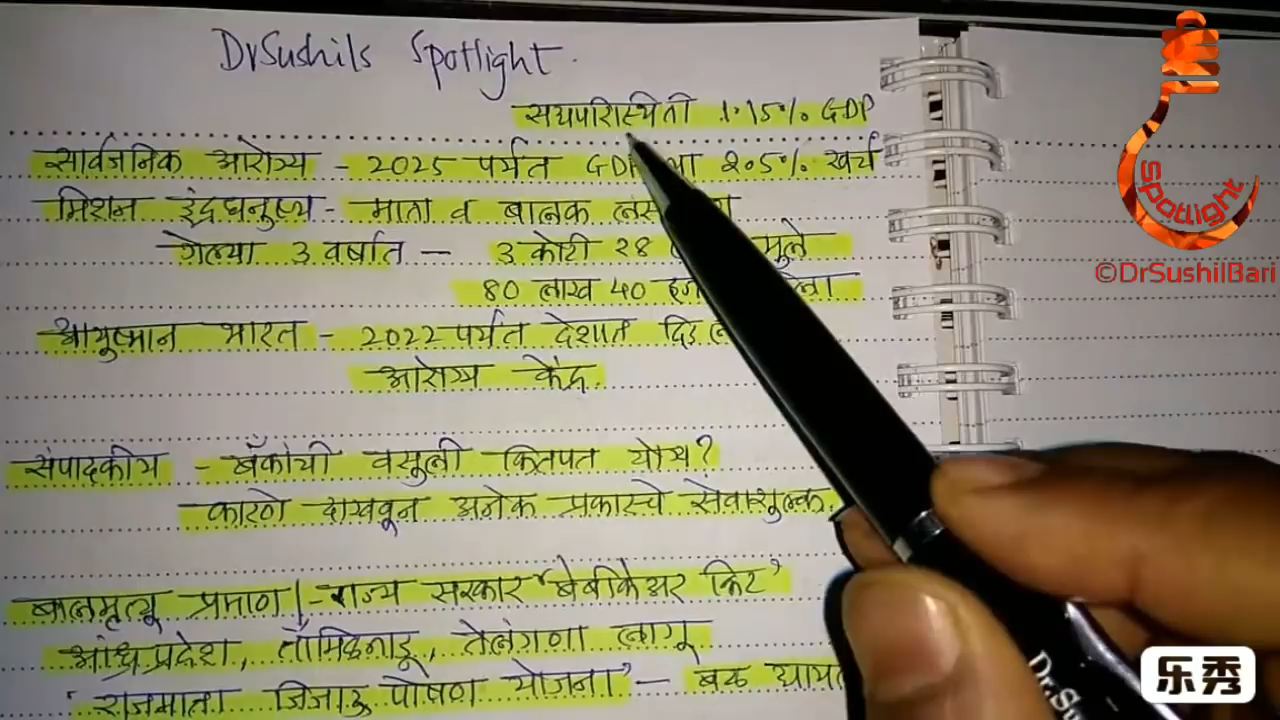 DrSushils Spotlight
सद्यपरिस्थिती 1.15% GDP
सार्वजनिक आरोग्य - 2025 पर्यंत GDP च्या 2.5% खर्च
मिशन इंद्रधनुष्य - माता व बालक
गेल्या 3 वर्षात - 3 कोटी 28 मुले
80 लाख 40
आयुष्मान भारत - 2022 पर्यंत देशात
आरोग्य केंद्र.
संपादकीय - बँकांची वसुली कितपत योग्य?
- कारणे दाखवून अनेक प्रकारचे सेवाशुल्क.
बालमृत्यू प्रमाण - राज्य सरकार 'बेबीकेअर किट'
आंध्रप्रदेश, तामिळनाडू, तेलंगणा लागू
'राजमाता जिजाऊ पोषण योजना' -
Spotlight
©DrSushilBari
Dr.Su
乐秀